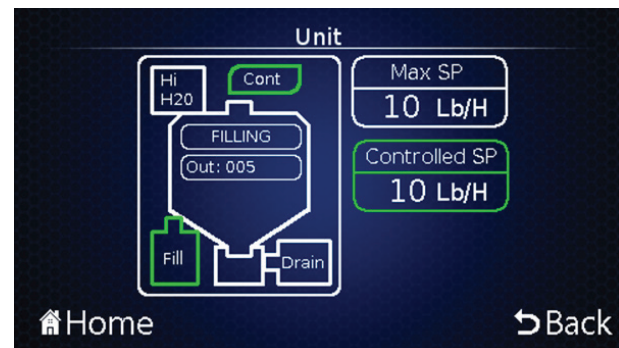 Unit
Hi
H20
Cont
FILLING
Out: 005
Fill
Drain
Max SP
10 Lb/H
Controlled SP
10 Lb/H
Home
Back